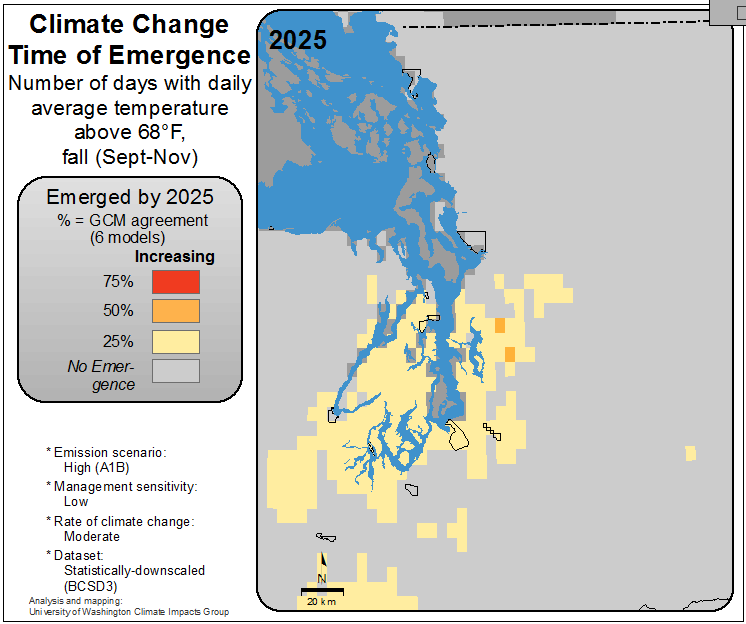 Climate Change
Time of Emergence
Number of days with daily
average temperature
above 68°F,
fall (Sept-Nov)
Emerged by 2025
% = GCM agreement
(6 models)
Increasing
75%
50%
25%
No Emer-
gence
* Emission scenario:
High (A1B)
* Management sensitivity:
Low
* Rate of climate change:
Moderate
* Dataset:
Statistically-downscaled
(BCSD3)
Analysis and mapping:
University of Washington Climate Impacts Group
2025
N
20 km